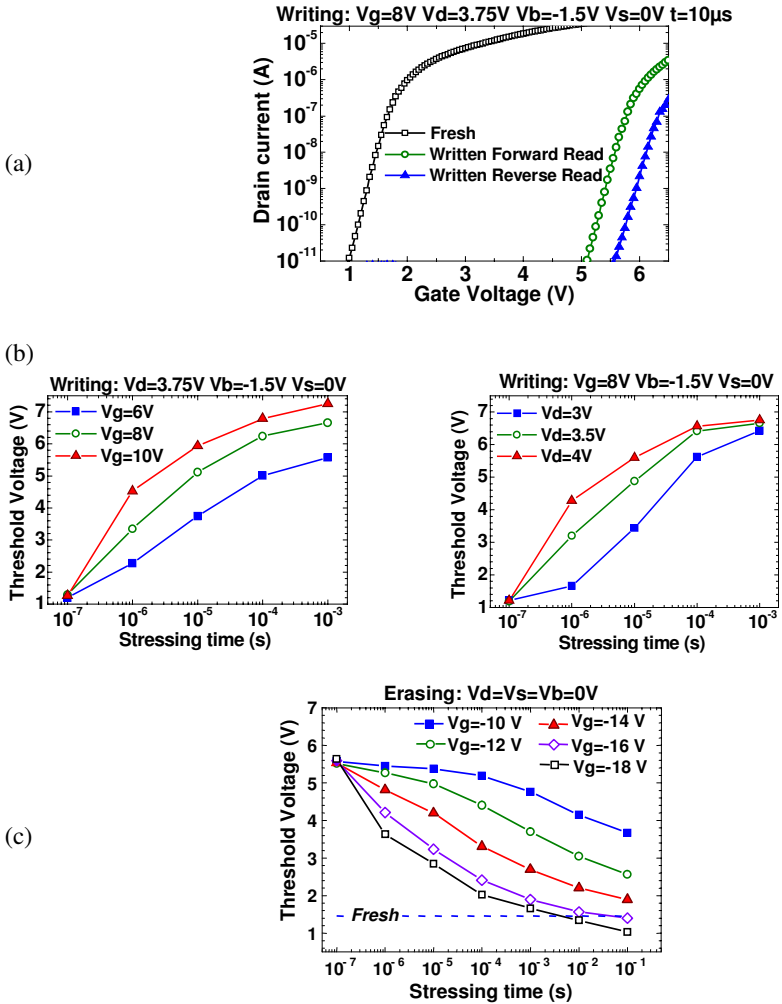 Writing: Vg=8V Vd=3.75V Vb=-1.5V Vs=0V t=10µs
(a)
Drain current (A)
10⁻⁵
10⁻⁶
10⁻⁷
10⁻⁸
10⁻⁹
10⁻¹⁰
10⁻¹¹
Fresh
Written Forward Read
Written Reverse Read
1 2 3 4 5 6
Gate Voltage (V)
(b)
Writing: Vd=3.75V Vb=-1.5V Vs=0V
Threshold Voltage (V)
7
6
5
4
3
2
1
Vg=6V
Vg=8V
Vg=10V
10⁻⁷ 10⁻⁶ 10⁻⁵ 10⁻⁴ 10⁻³
Stressing time (s)
Writing: Vg=8V Vb=-1.5V Vs=0V
Threshold Voltage (V)
7
6
5
4
3
2
1
Vd=3V
Vd=3.5V
Vd=4V
10⁻⁷ 10⁻⁶ 10⁻⁵ 10⁻⁴ 10⁻³
Stressing time (s)
(c)
Erasing: Vd=Vs=Vb=0V
Threshold Voltage (V)
7
6
5
4
3
2
1
Vg=-10 V
Vg=-12 V
Vg=-14 V
Vg=-16 V
Vg=-18 V
Fresh
10⁻⁷ 10⁻⁶ 10⁻⁵ 10⁻⁴ 10⁻³ 10⁻² 10⁻¹
Stressing time (s)